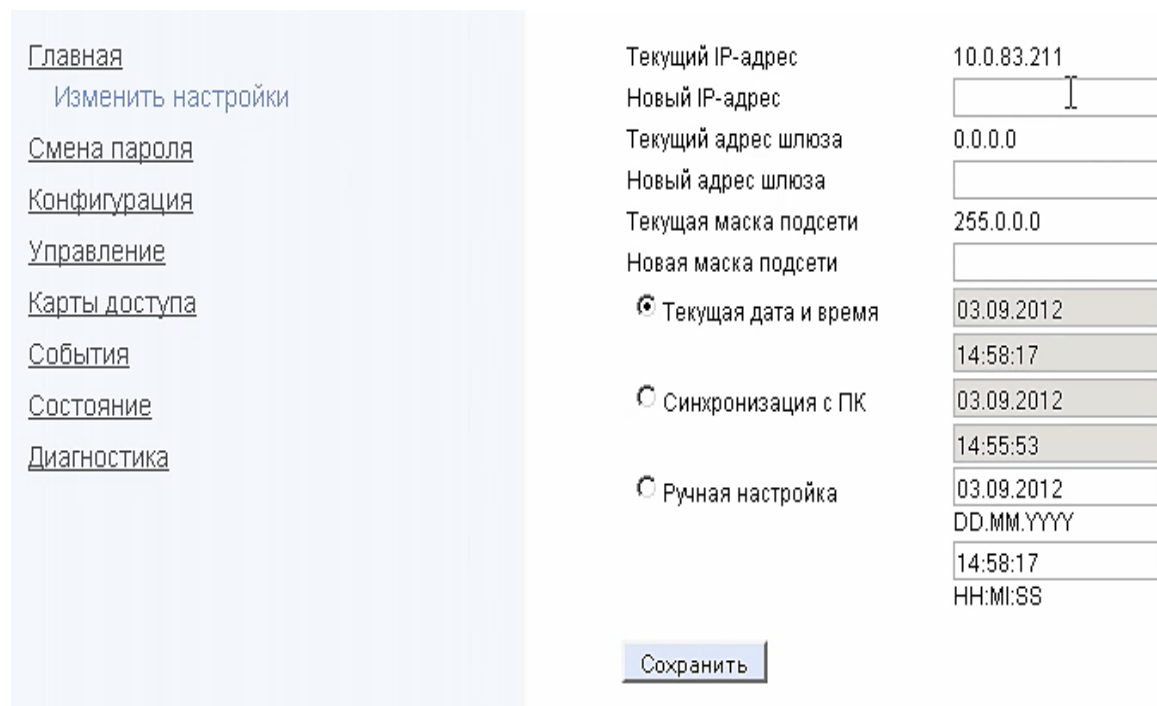 Главная
Изменить настройки
Смена пароля
Конфигурация
Управление
Карты доступа
События
Состояние
Диагностика
Текущий IP-адрес 10.0.83.211
Новый IP-адрес
Текущий адрес шлюза 0.0.0.0
Новый адрес шлюза
Текущая маска подсети 255.0.0.0
Новая маска подсети
Текущая дата и время 03.09.2012
14:58:17
Синхронизация с ПК 03.09.2012
14:55:53
Ручная настройка 03.09.2012
DD.MM.YYYY
14:58:17
HH:MI:SS
Сохранить